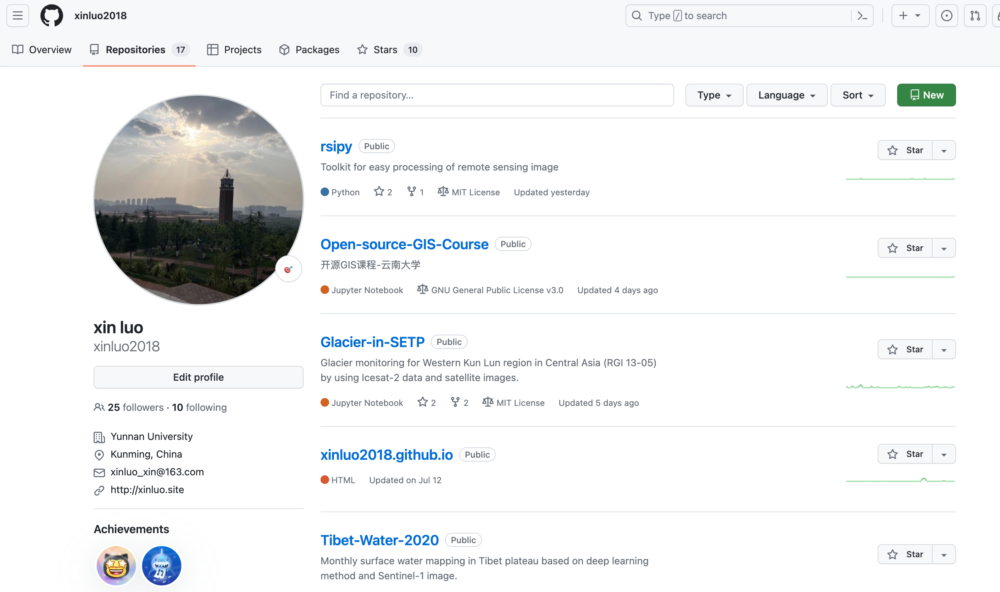 xinluo2018
Type / to search
Overview
Repositories 17
Projects
Packages
Stars 10
Find a repository...
Type
Language
Sort
New
xin luo
xinluo2018
Edit profile
25 followers · 10 following
Yunnan University
Kunming, China
xinluo_xin@163.com
http://xinluo.site
Achievements
rsipy Public
Star
Toolkit for easy processing of remote sensing image
Python 2 1 MIT License Updated yesterday
Open-source-GIS-Course Public
Star
开源GIS课程-云南大学
Jupyter Notebook GNU General Public License v3.0 Updated 4 days ago
Glacier-in-SETP Public
Star
Glacier monitoring for Western Kun Lun region in Central Asia (RGI 13-05)
by using Icesat-2 data and satellite images.
Jupyter Notebook 2 2 MIT License Updated 5 days ago
xinluo2018.github.io Public
Star
HTML Updated on Jul 12
Tibet-Water-2020 Public
Star
Monthly surface water mapping in Tibet plateau based on deep learning
method and Sentinel-1 image.